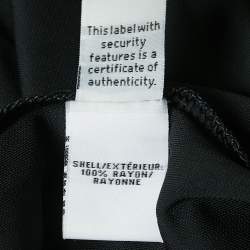 This label with
security
features is a
certificate of
authenticity.
SHELL/EXTÉRIEUR:
100% RAYON/
RAYONNE